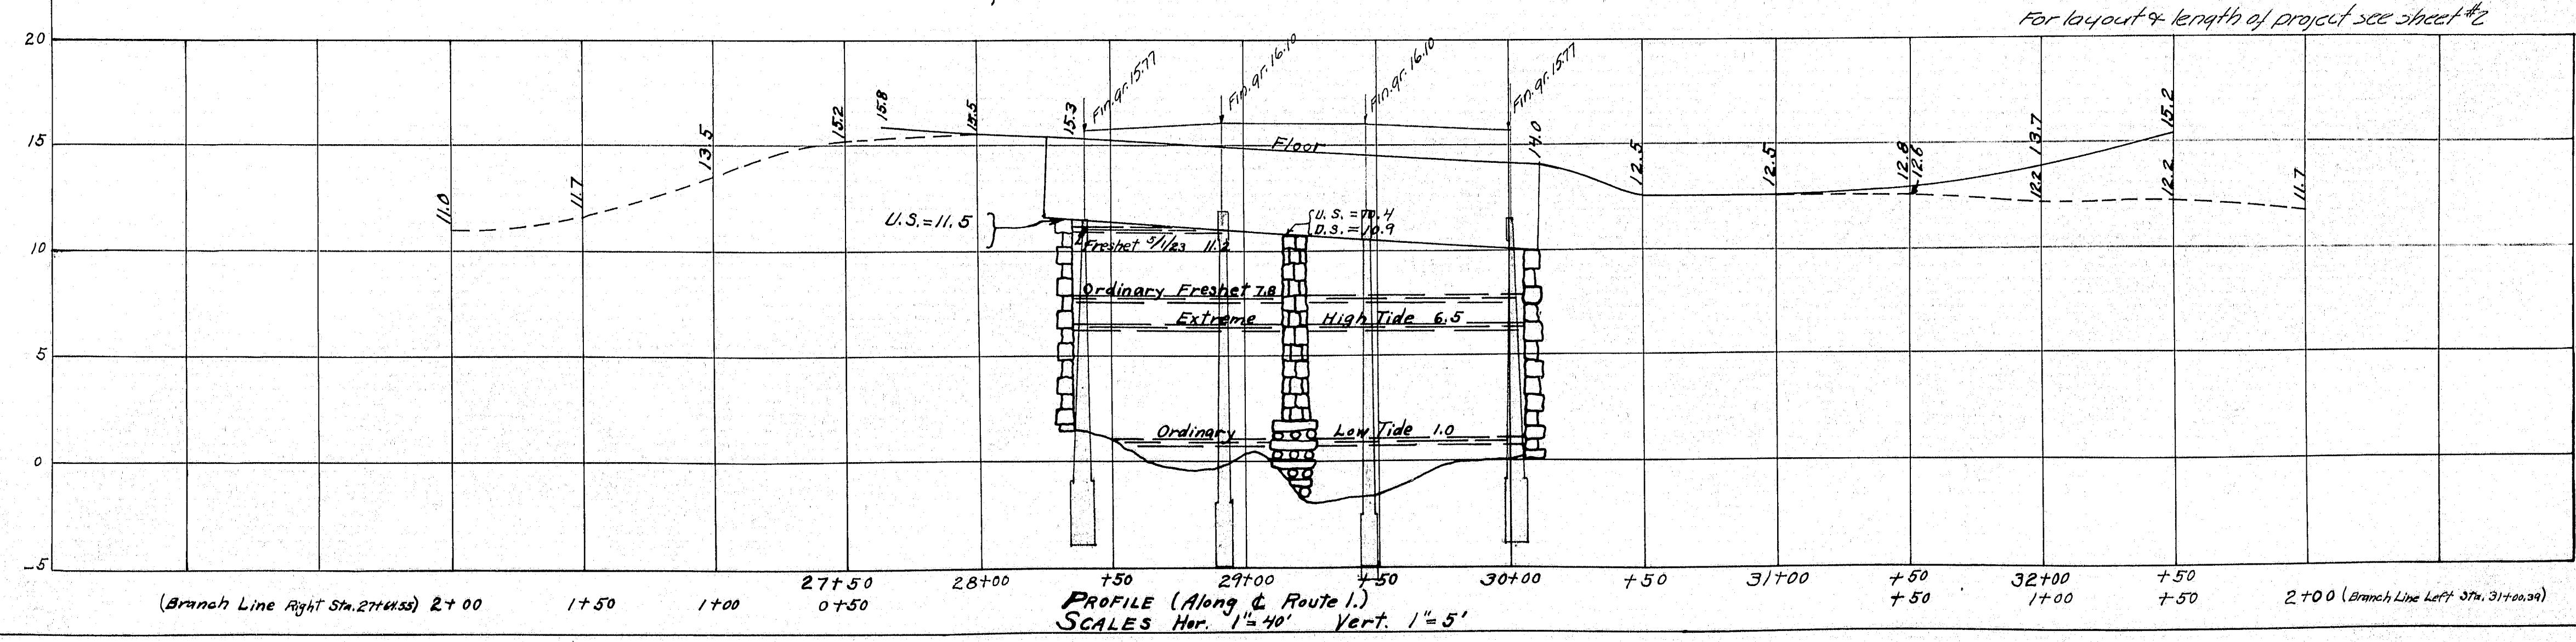 For layout & length of project see sheet #2
20
Fin.gr. 15.77
Fin.gr. 16.10
Fin.gr. 16.10
Fin.gr. 15.77
15
11.0
11.7
13.5
15.2
15.8
15.5
15.3
Floor
14.0
12.5
12.5
12.8
12.6
13.7
12.2
15.2
12.2
11.7
U.S.=11.5
U.S.=10.4
D.S.=10.9
10
Freshet 5/1/23 11.2
Ordinary Freshet 7.8
Extreme High Tide 6.5
5
Ordinary Low Tide 1.0
0
-5
27+50 28+00 +50 29+00 +50 30+00 +50 31+00 +50 32+00 +50
(Branch Line Right Sta. 27+61.55) 2+00 1+50 1+00 0+50 +50 1+00 +50 2+00 (Branch Line Left Sta. 31+00.39)
PROFILE (Along ℄ Route 1.)
SCALES Hor. 1"=40' Vert. 1"=5'